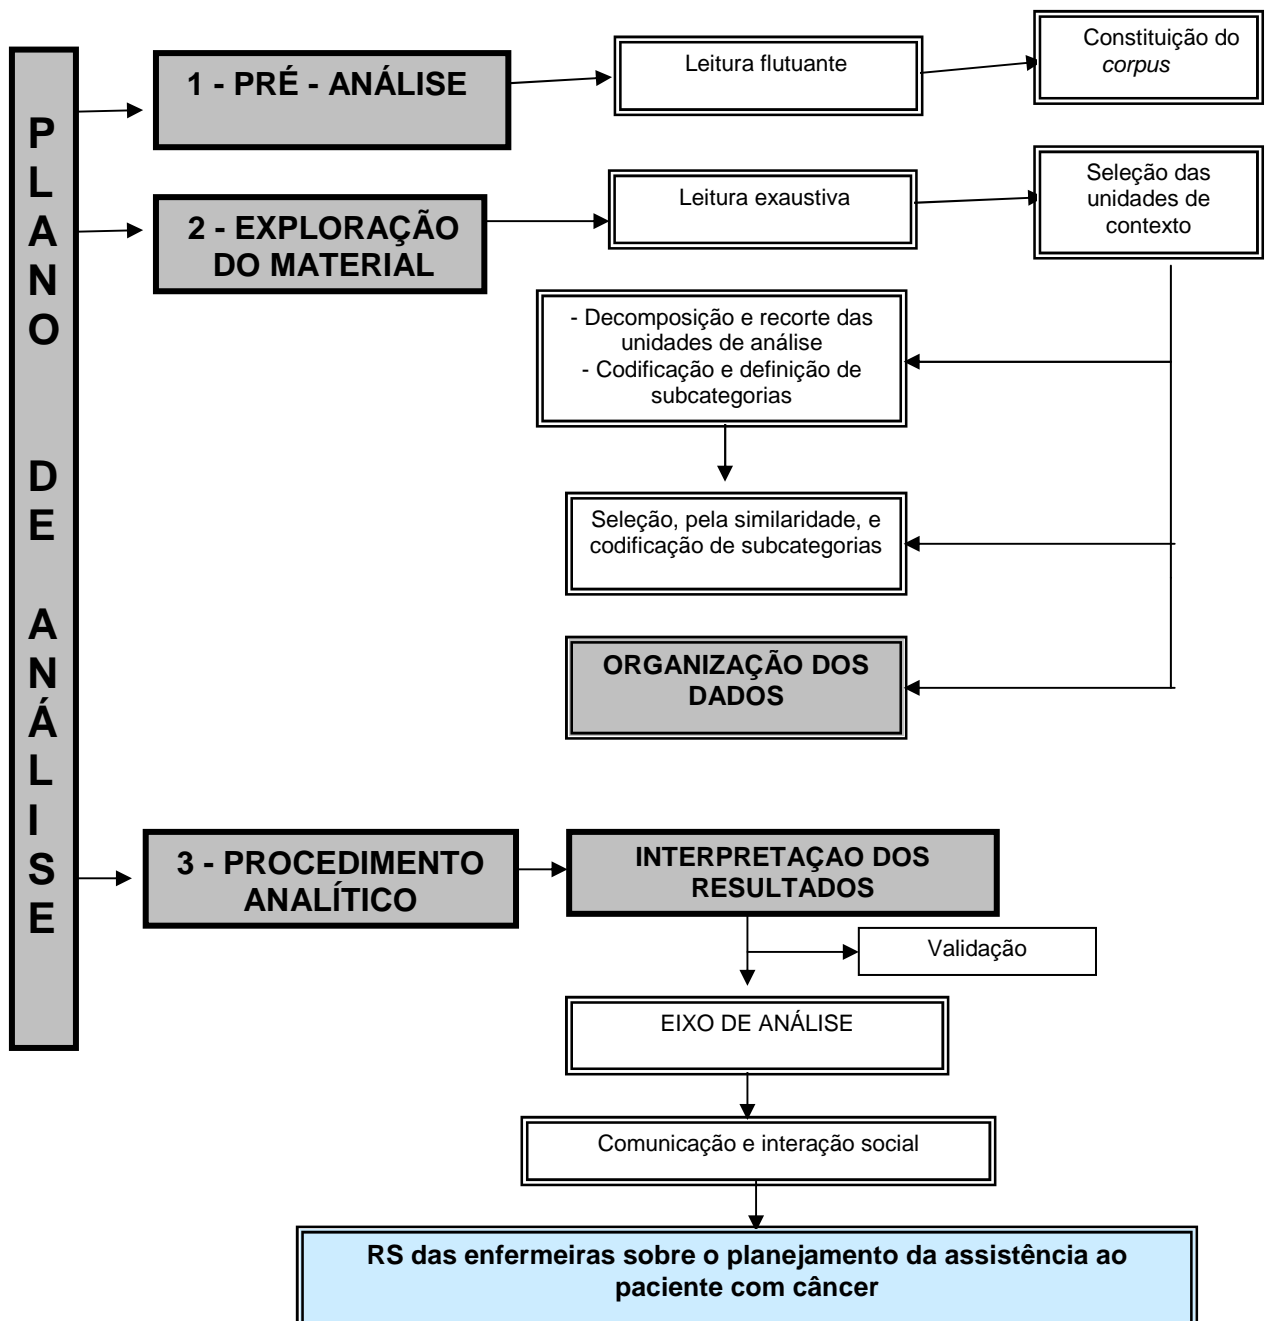 PLANO DE ANÁLISE
1 - PRÉ - ANÁLISE
Leitura flutuante
Constituição do
corpus
2 - EXPLORAÇÃO
DO MATERIAL
Leitura exaustiva
Seleção das
unidades de
contexto
- Decomposição e recorte das
unidades de análise
- Codificação e definição de
subcategorias
Seleção, pela similaridade, e
codificação de subcategorias
ORGANIZAÇÃO DOS
DADOS
3 - PROCEDIMENTO
ANALÍTICO
INTERPRETAÇAO DOS
RESULTADOS
Validação
EIXO DE ANÁLISE
Comunicação e interação social
RS das enfermeiras sobre o planejamento da assistência ao
paciente com câncer